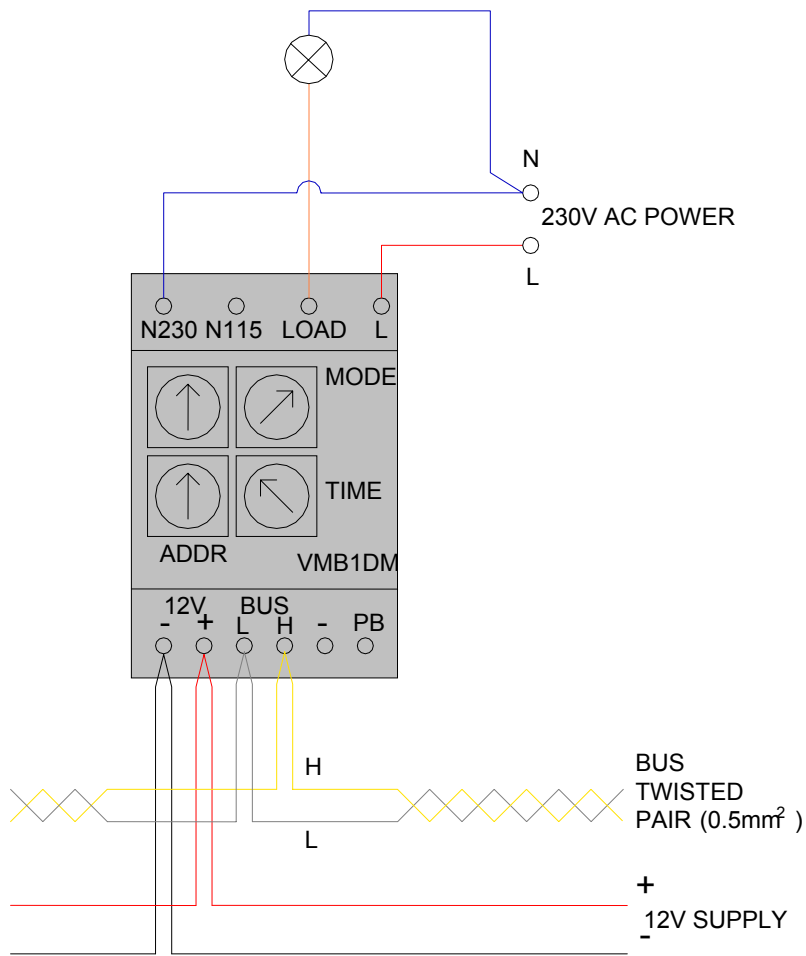 N
230V AC POWER
L
N230 N115 LOAD L
MODE
TIME
ADDR
VMB1DM
12V BUS
- + L H - PB
H
L
BUS
TWISTED
PAIR (0.5mm² )
+
12V SUPPLY
-